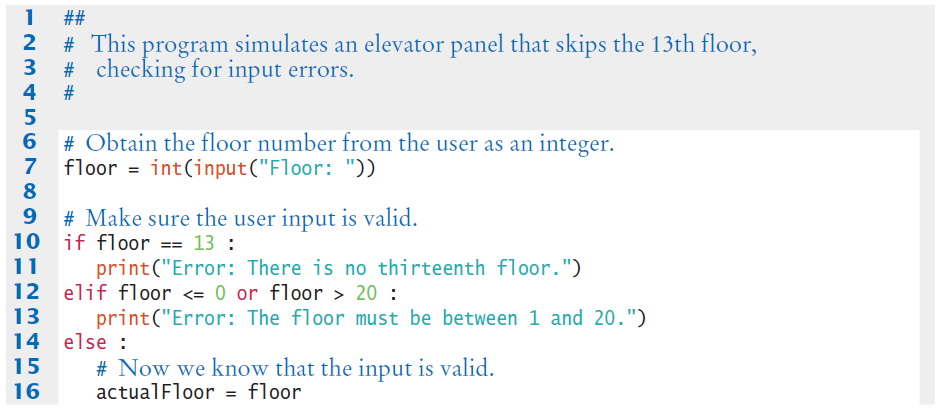 1 ##
2 # This program simulates an elevator panel that skips the 13th floor,
3 # checking for input errors.
4 #
5
6 # Obtain the floor number from the user as an integer.
7 floor = int(input("Floor: "))
8
9 # Make sure the user input is valid.
10 if floor == 13 :
11    print("Error: There is no thirteenth floor.")
12 elif floor <= 0 or floor > 20 :
13    print("Error: The floor must be between 1 and 20.")
14 else :
15    # Now we know that the input is valid.
16    actualFloor = floor